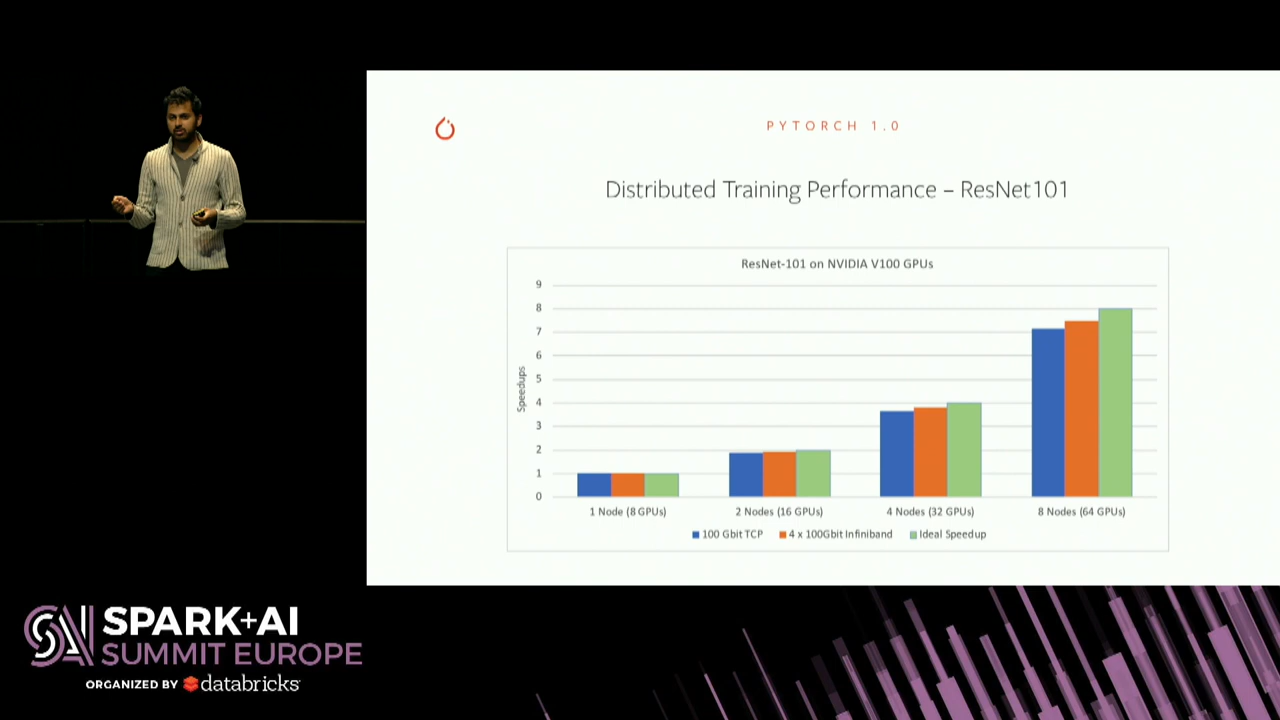 PYTORCH 1.0
Distributed Training Performance – ResNet101
ResNet-101 on NVIDIA V100 GPUs
9
8
7
6
5
4
3
2
1
0
Speedups
1 Node (8 GPUs) 2 Nodes (16 GPUs) 4 Nodes (32 GPUs) 8 Nodes (64 GPUs)
100 Gbit TCP 4 x 100Gbit Infiniband Ideal Speedup
SPARK+AI
SUMMIT EUROPE
ORGANIZED BY databricks